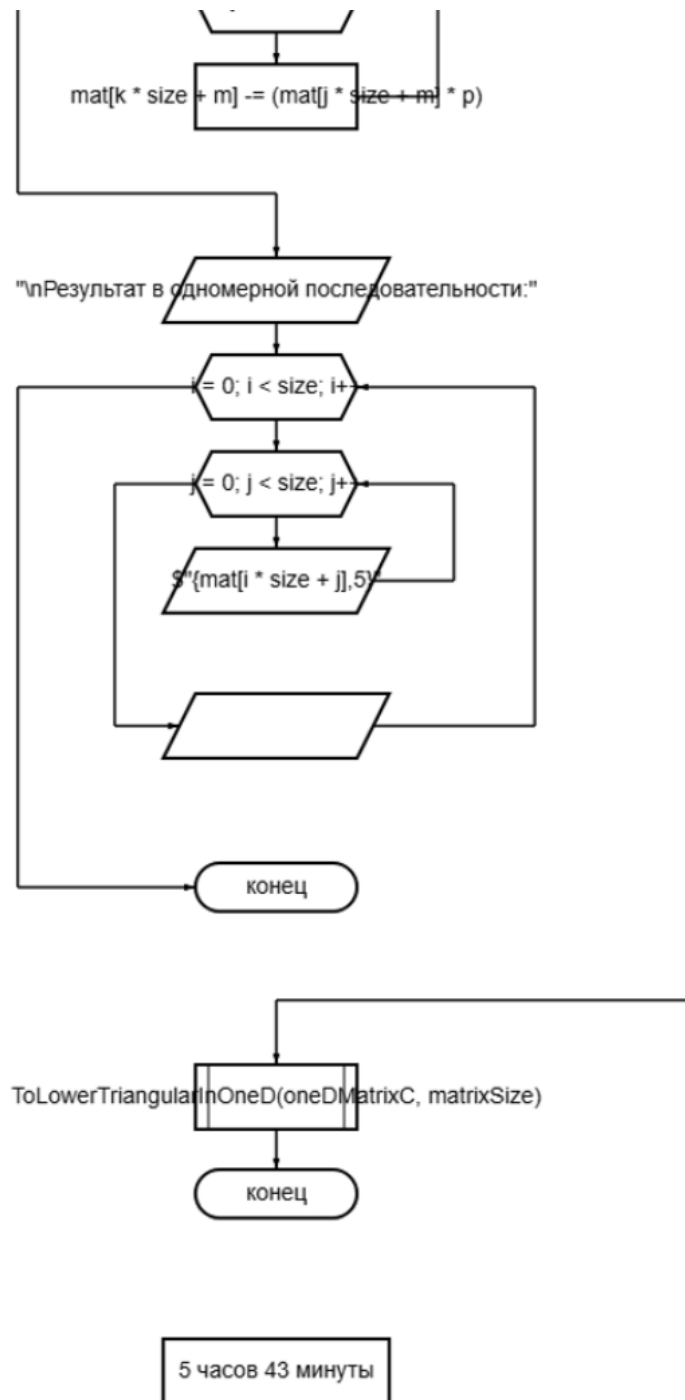 mat[k * size + m] -= (mat[j * size + m] * p)
"\nРезультат в одномерной последовательности:"
i = 0; i < size; i++
j = 0; j < size; j++
$"{mat[i * size + j],5}"
конец
ToLowerTriangularInOneD(oneDMatrixC, matrixSize)
конец
5 часов 43 минуты